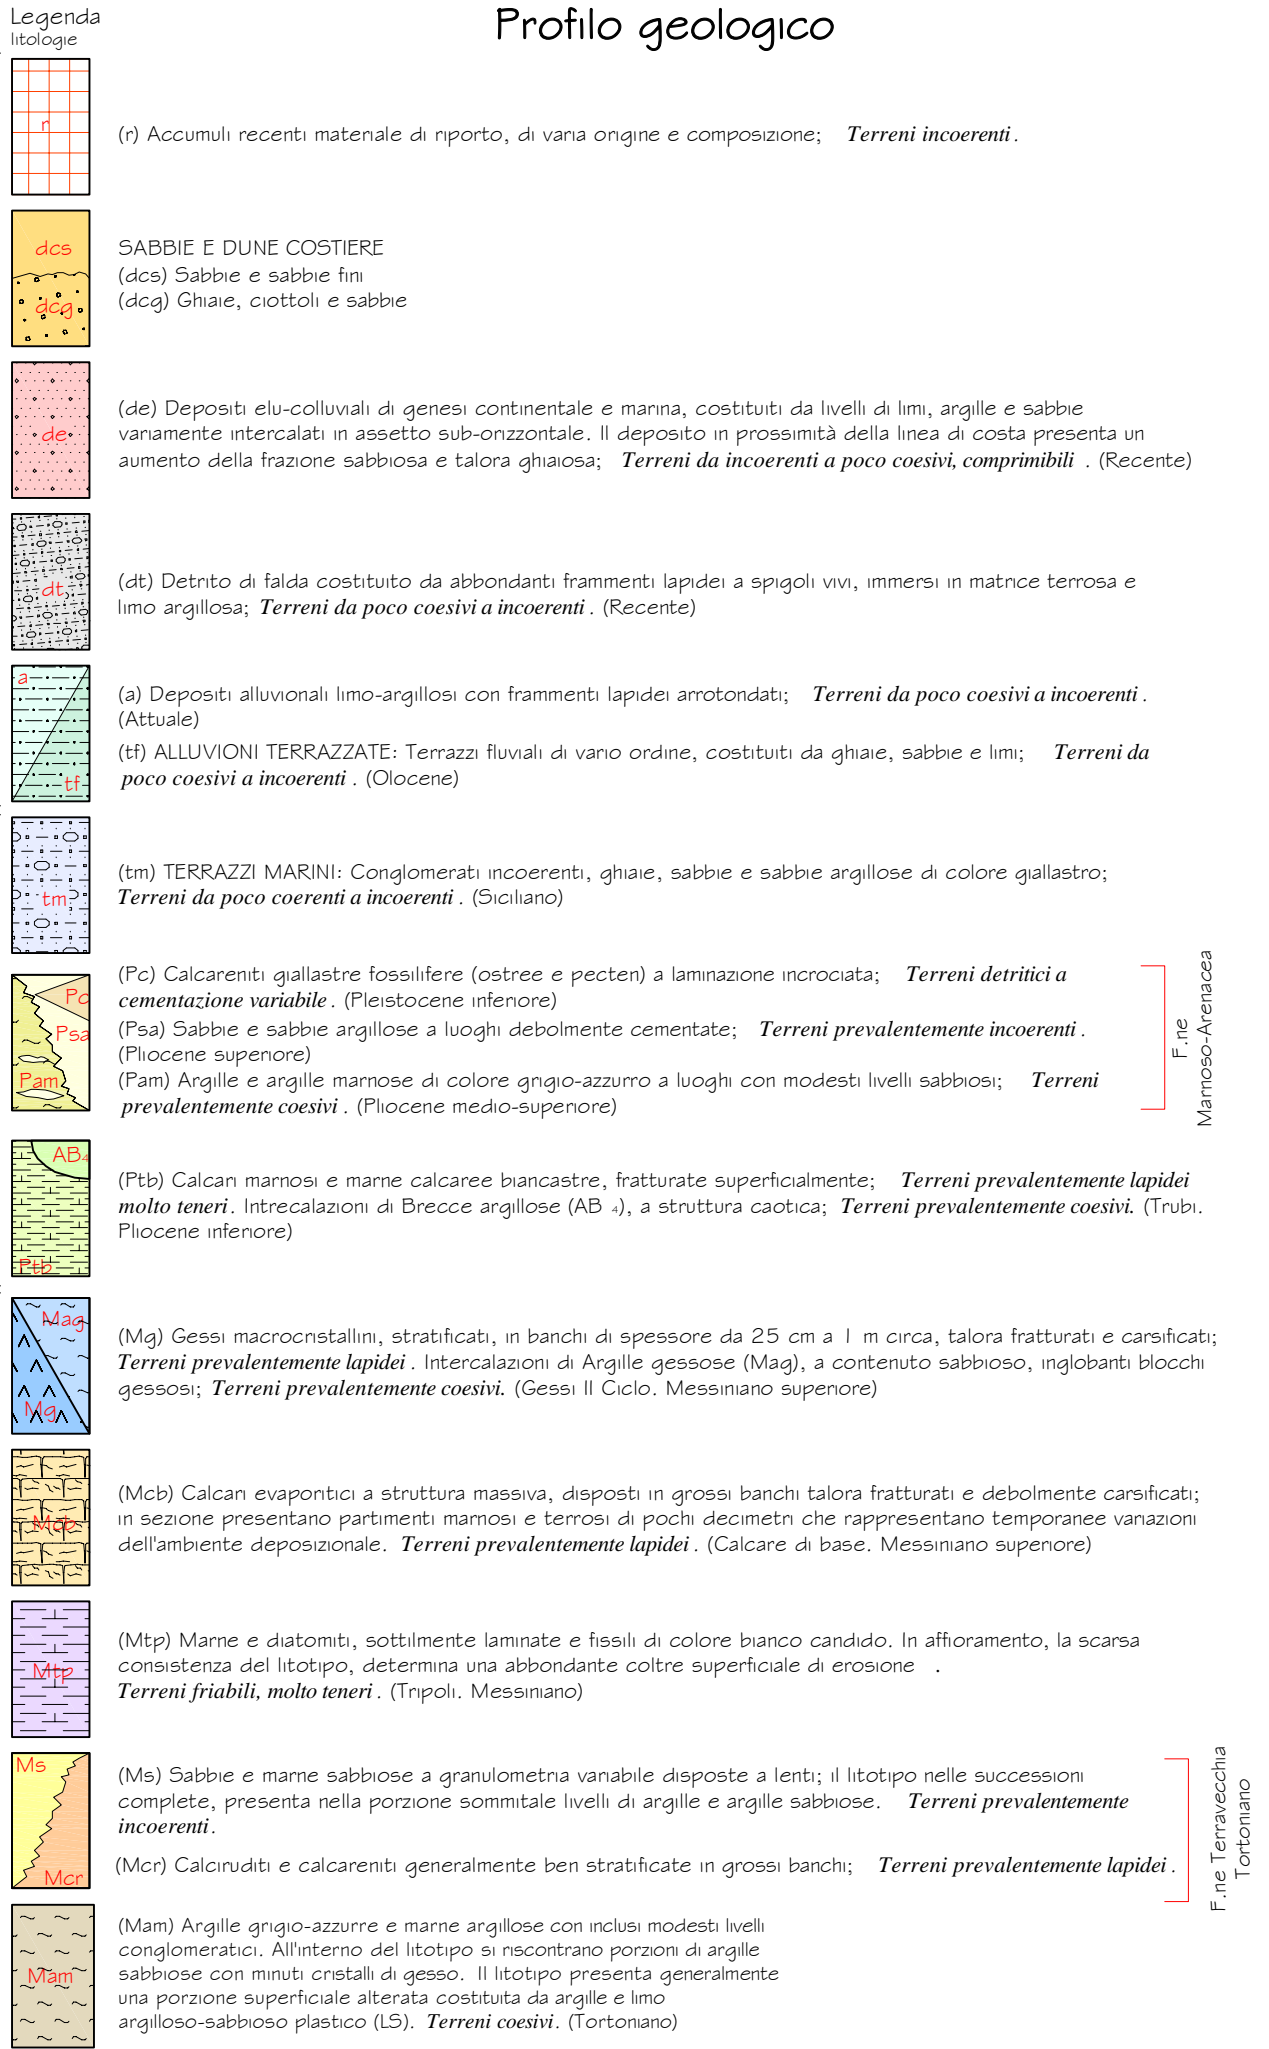 Legenda
litologie
Profilo geologico
r
(r) Accumuli recenti materiale di riporto, di varia origine e composizione; Terreni incoerenti.
dcs
dcg
SABBIE E DUNE COSTIERE
(dcs) Sabbie e sabbie fini
(dcg) Ghiaie, ciottoli e sabbie
de
(de) Depositi elu-colluviali di genesi continentale e marina, costituiti da livelli di limi, argille e sabbie
variamente intercalati in assetto sub-orizzontale. Il deposito in prossimità della linea di costa presenta un
aumento della frazione sabbiosa e talora ghiaiosa; Terreni da incoerenti a poco coesivi, comprimibili . (Recente)
dt
(dt) Detrito di falda costituito da abbondanti frammenti lapidei a spigoli vivi, immersi in matrice terrosa e
limo argillosa; Terreni da poco coesivi a incoerenti . (Recente)
a
tf
(a) Depositi alluvionali limo-argillosi con frammenti lapidei arrotondati; Terreni da poco coesivi a incoerenti .
(Attuale)
(tf) ALLUVIONI TERRAZZATE: Terrazzi fluviali di vario ordine, costituiti da ghiaie, sabbie e limi; Terreni da
poco coesivi a incoerenti . (Olocene)
tm
(tm) TERRAZZI MARINI: Conglomerati incoerenti, ghiaie, sabbie e sabbie argillose di colore giallastro;
Terreni da poco coerenti a incoerenti . (Siciliano)
Pc
Psa
Pam
(Pc) Calcareniti giallastre fossilifere (ostree e pecten) a laminazione incrociata; Terreni detritici a
cementazione variabile . (Pleistocene inferiore)
(Psa) Sabbie e sabbie argillose a luoghi debolmente cementate; Terreni prevalentemente incoerenti .
(Pliocene superiore)
(Pam) Argille e argille marnose di colore grigio-azzurro a luoghi con modesti livelli sabbiosi; Terreni
prevalentemente coesivi . (Pliocene medio-superiore)
F.ne
Marnoso-Arenacea
AB4
Ptb
(Ptb) Calcari marnosi e marne calcaree biancastre, fratturate superficialmente; Terreni prevalentemente lapidei
molto teneri. Intrecalazioni di Brecce argillose (AB 4), a struttura caotica; Terreni prevalentemente coesivi. (Trubi.
Pliocene inferiore)
Mag
Mg
(Mg) Gessi macrocristallini, stratificati, in banchi di spessore da 25 cm a 1 m circa, talora fratturati e carsificati;
Terreni prevalentemente lapidei . Intercalazioni di Argille gessose (Mag), a contenuto sabbioso, inglobanti blocchi
gessosi; Terreni prevalentemente coesivi. (Gessi II Ciclo. Messiniano superiore)
Mcb
(Mcb) Calcari evaporitici a struttura massiva, disposti in grossi banchi talora fratturati e debolmente carsificati;
in sezione presentano partimenti marnosi e terrosi di pochi decimetri che rappresentano temporanee variazioni
dell'ambiente deposizionale. Terreni prevalentemente lapidei . (Calcare di base. Messiniano superiore)
Mtp
(Mtp) Marne e diatomiti, sottilmente laminate e fissili di colore bianco candido. In affioramento, la scarsa
consistenza del litotipo, determina una abbondante coltre superficiale di erosione .
Terreni friabili, molto teneri . (Tripoli. Messiniano)
Ms
Mcr
(Ms) Sabbie e marne sabbiose a granulometria variabile disposte a lenti; il litotipo nelle successioni
complete, presenta nella porzione sommitale livelli di argille e argille sabbiose. Terreni prevalentemente
incoerenti.
(Mcr) Calciruditi e calcareniti generalmente ben stratificate in grossi banchi; Terreni prevalentemente lapidei .
F.ne Terravecchia
Tortoniano
Mam
(Mam) Argille grigio-azzurre e marne argillose con inclusi modesti livelli
conglomeratici. All'interno del litotipo si riscontrano porzioni di argille
sabbiose con minuti cristalli di gesso. Il litotipo presenta generalmente
una porzione superficiale alterata costituita da argille e limo
argilloso-sabbioso plastico (LS). Terreni coesivi. (Tortoniano)